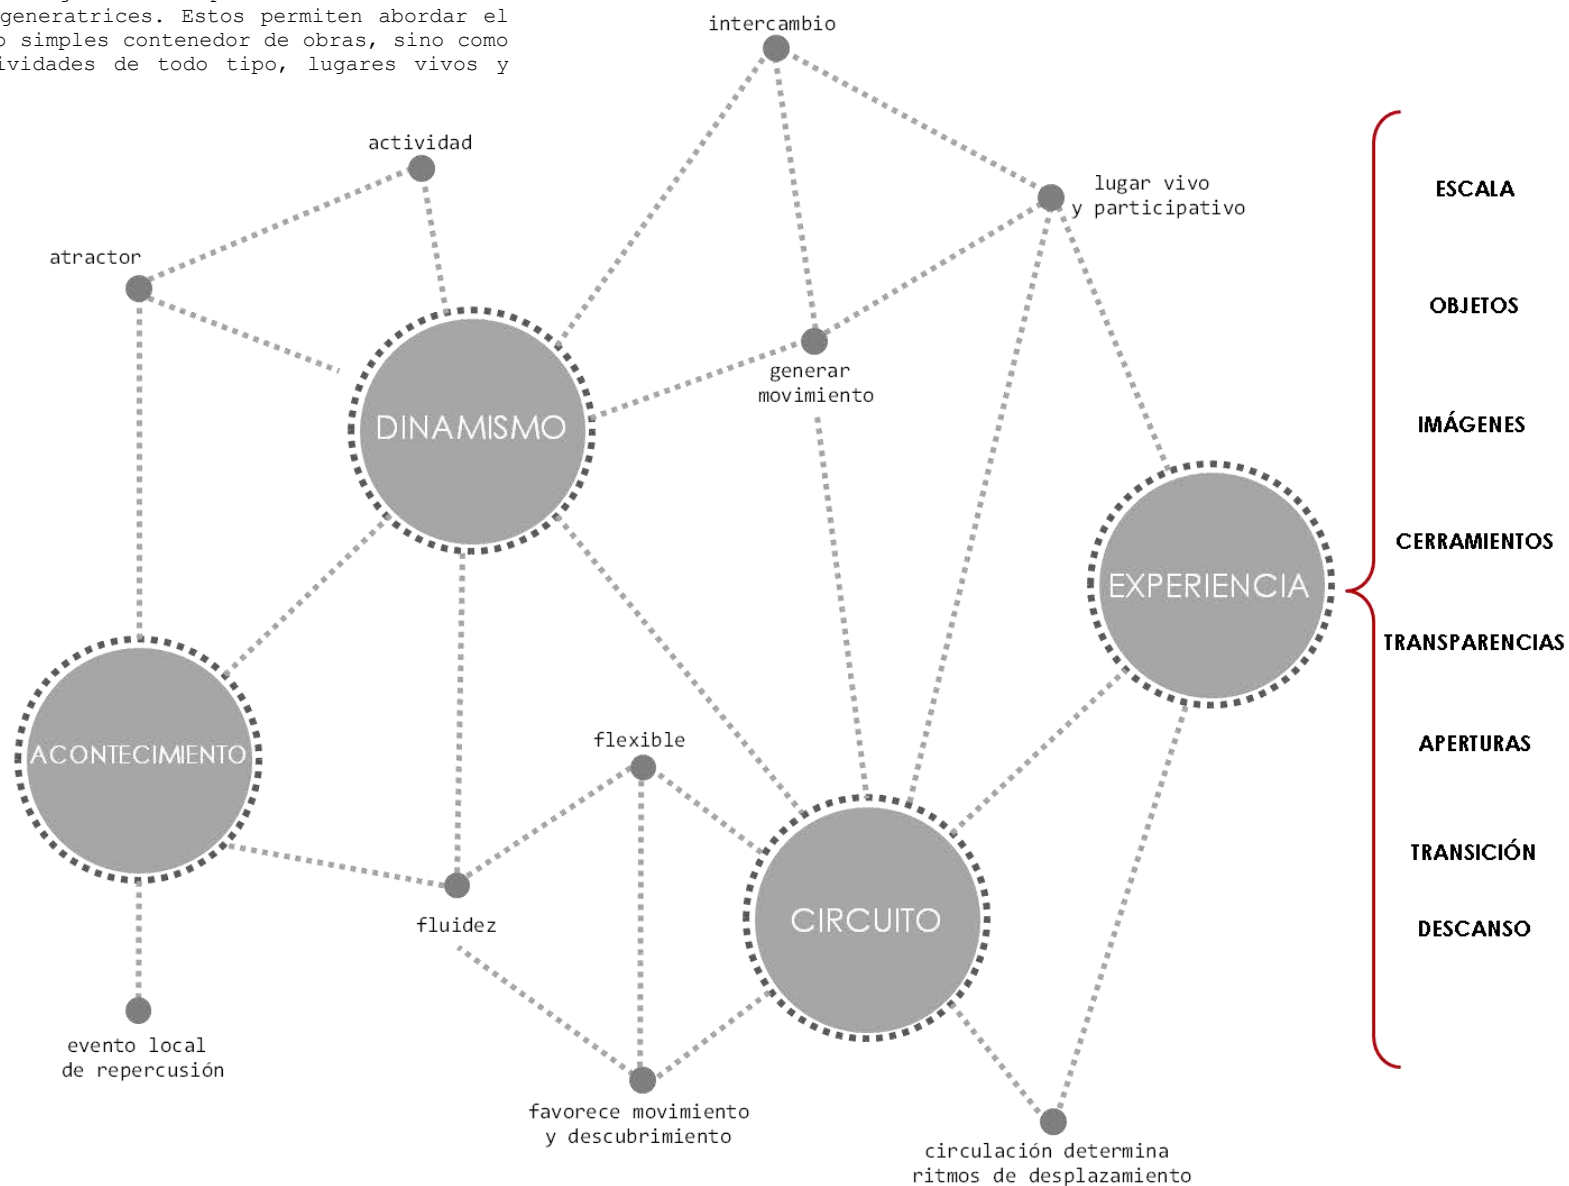 generatrices. Estos permiten abordar el
simples contenedor de obras, sino como
de todo tipo, lugares vivos y
intercambio
actividad
lugar vivo
y participativo
atractor
generar
movimiento
DINAMISMO
EXPERIENCIA
ACONTECIMIENTO
flexible
fluidez
CIRCUITO
evento local
de repercusión
favorece movimiento
y descubrimiento
circulación determina
ritmos de desplazamiento
ESCALA
OBJETOS
IMÁGENES
CERRAMIENTOS
TRANSPARENCIAS
APERTURAS
TRANSICIÓN
DESCANSO